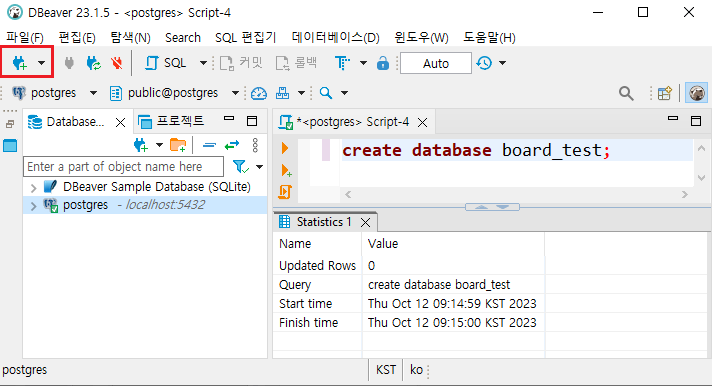 DBeaver 23.1.5 - <postgres> Script-4
파일(F) 편집(E) 탐색(N) Search SQL 편집기 데이터베이스(D) 윈도우(W) 도움말(H)
SQL 커밋 롤백 Auto
postgres public@postgres
Database... 프로젝트
*<postgres> Script-4
Enter a part of object name here
DBeaver Sample Database (SQLite)
postgres - localhost:5432
create database board_test;
Statistics 1
Name Value
Updated Rows 0
Query create database board_test
Start time Thu Oct 12 09:14:59 KST 2023
Finish time Thu Oct 12 09:15:00 KST 2023
postgres KST ko